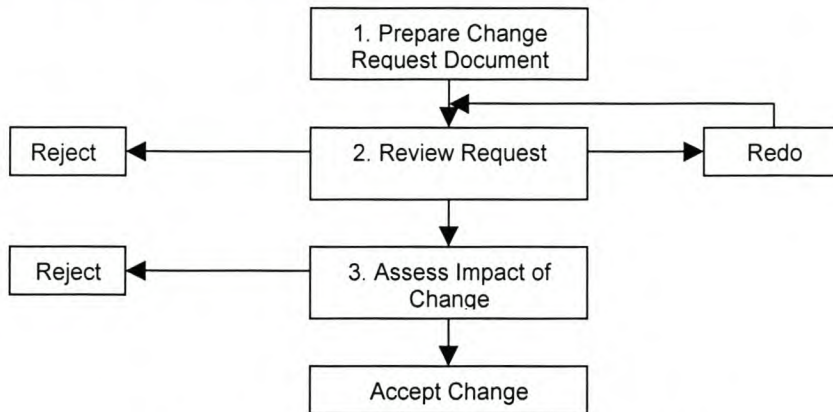 1. Prepare Change
Request Document
Reject
2. Review Request
Redo
Reject
3. Assess Impact of
Change
Accept Change